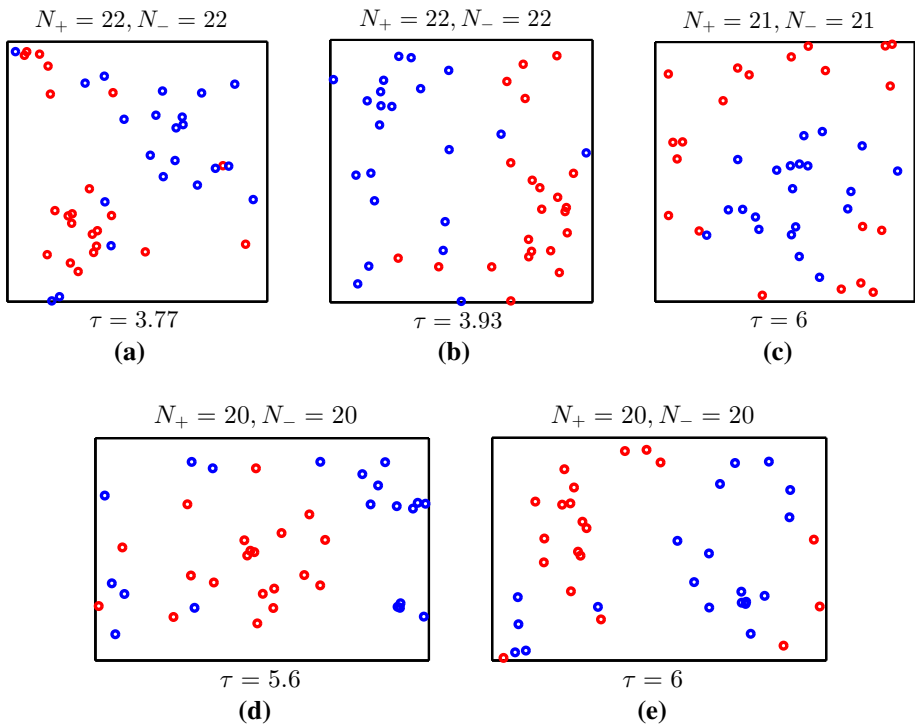 N₊ = 22, N₋ = 22
N₊ = 22, N₋ = 22
N₊ = 21, N₋ = 21
τ = 3.77
τ = 3.93
τ = 6
(a)
(b)
(c)
N₊ = 20, N₋ = 20
N₊ = 20, N₋ = 20
τ = 5.6
τ = 6
(d)
(e)